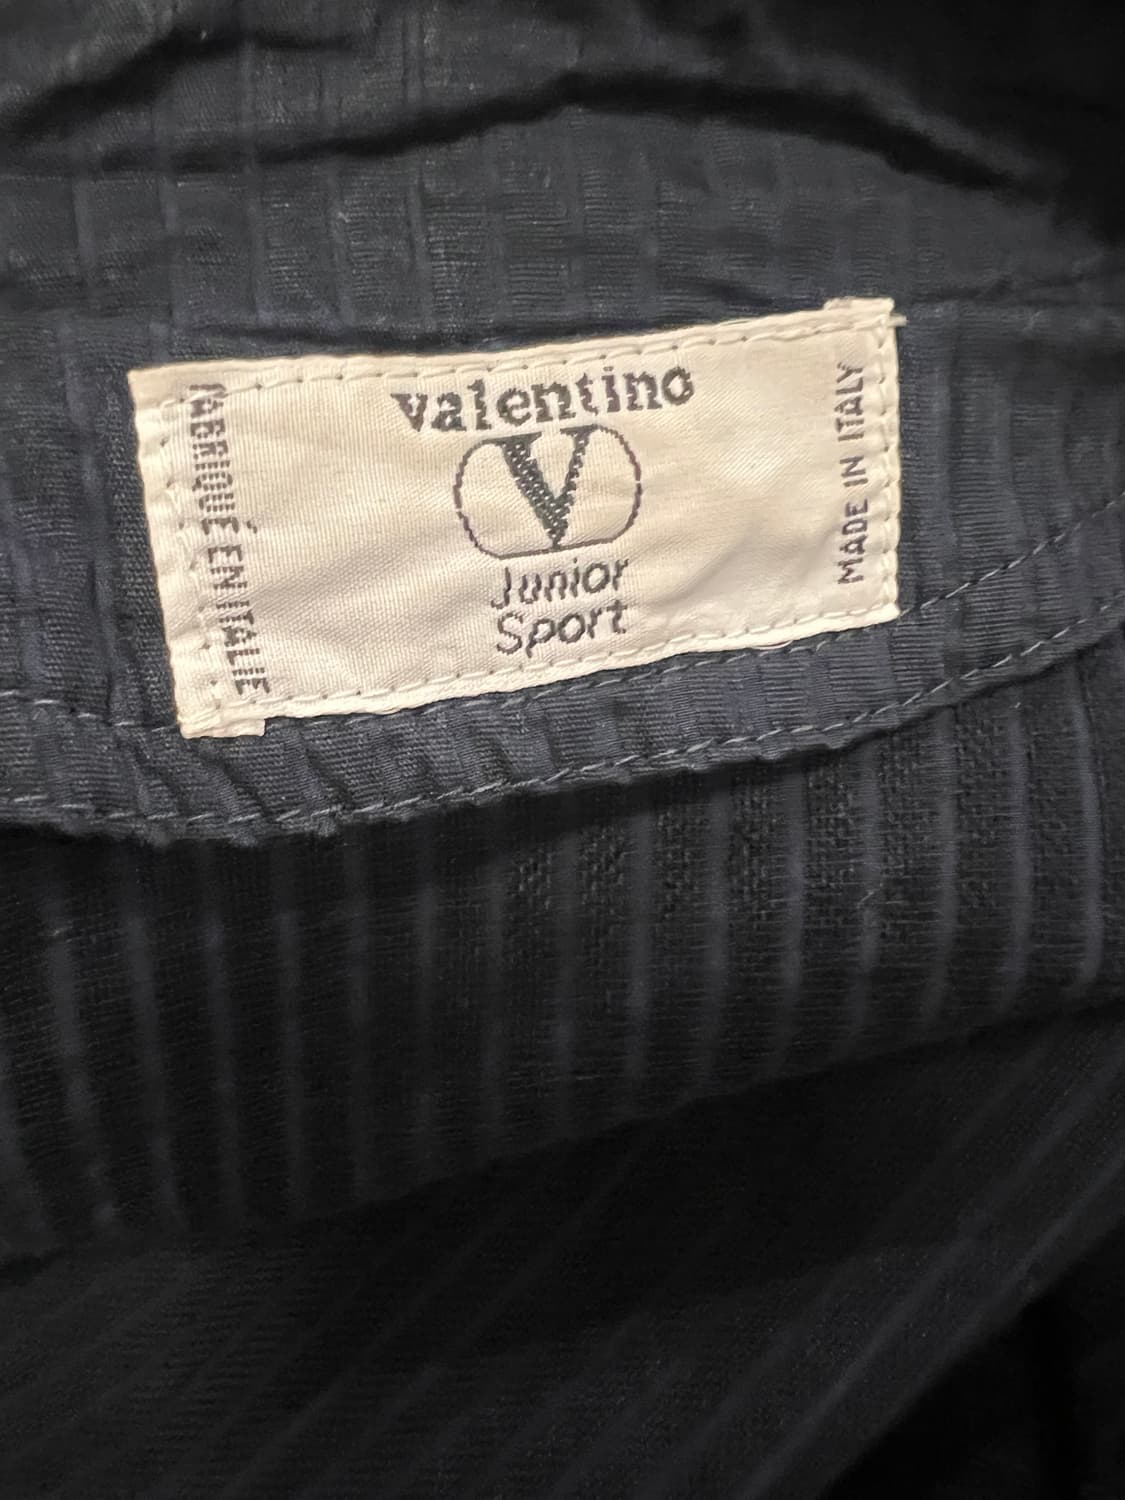 valentino
V
Junior
Sport
FABRIQUÉ EN ITALIE
MADE IN ITALY